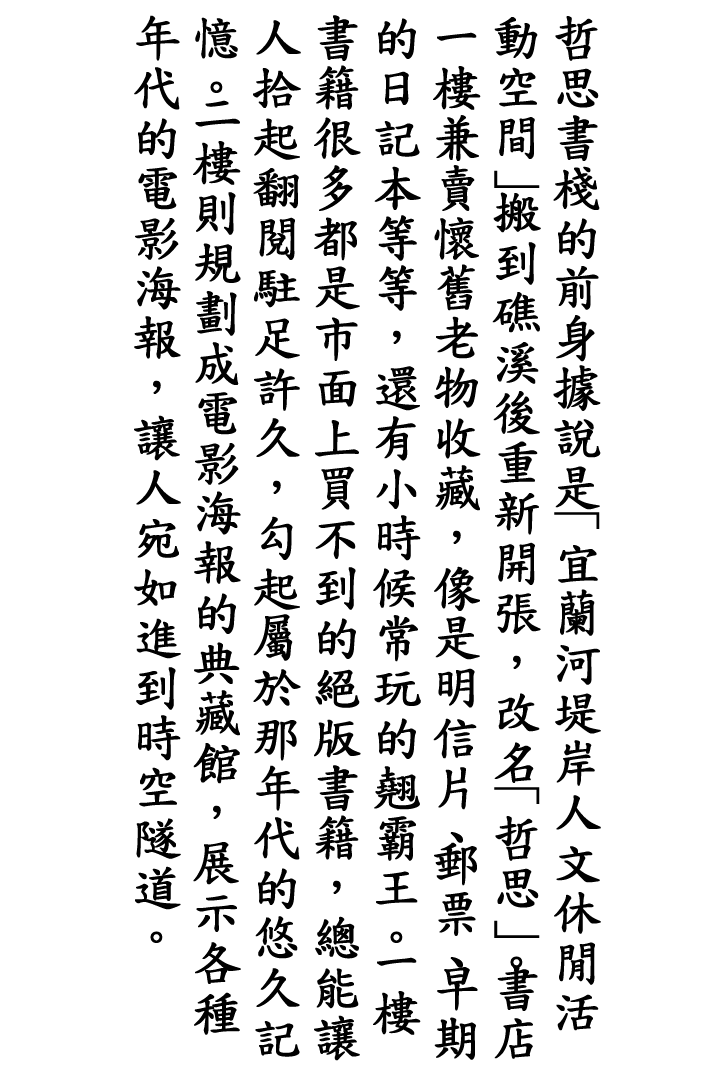 哲思書棧的前身據說是「宜蘭河堤岸人文休閒活
動空間」搬到礁溪後重新開張，改名「哲思」。書店
一樓兼賣懷舊老物收藏，像是明信片、郵票、早期
的日記本等等，還有小時候常玩的翹霸王。一樓
書籍很多都是市面上買不到的絕版書籍，總能讓
人拾起翻閱駐足許久，勾起屬於那年代的悠久記
憶。二樓則規劃成電影海報的典藏館，展示各種
年代的電影海報，讓人宛如進到時空隧道。